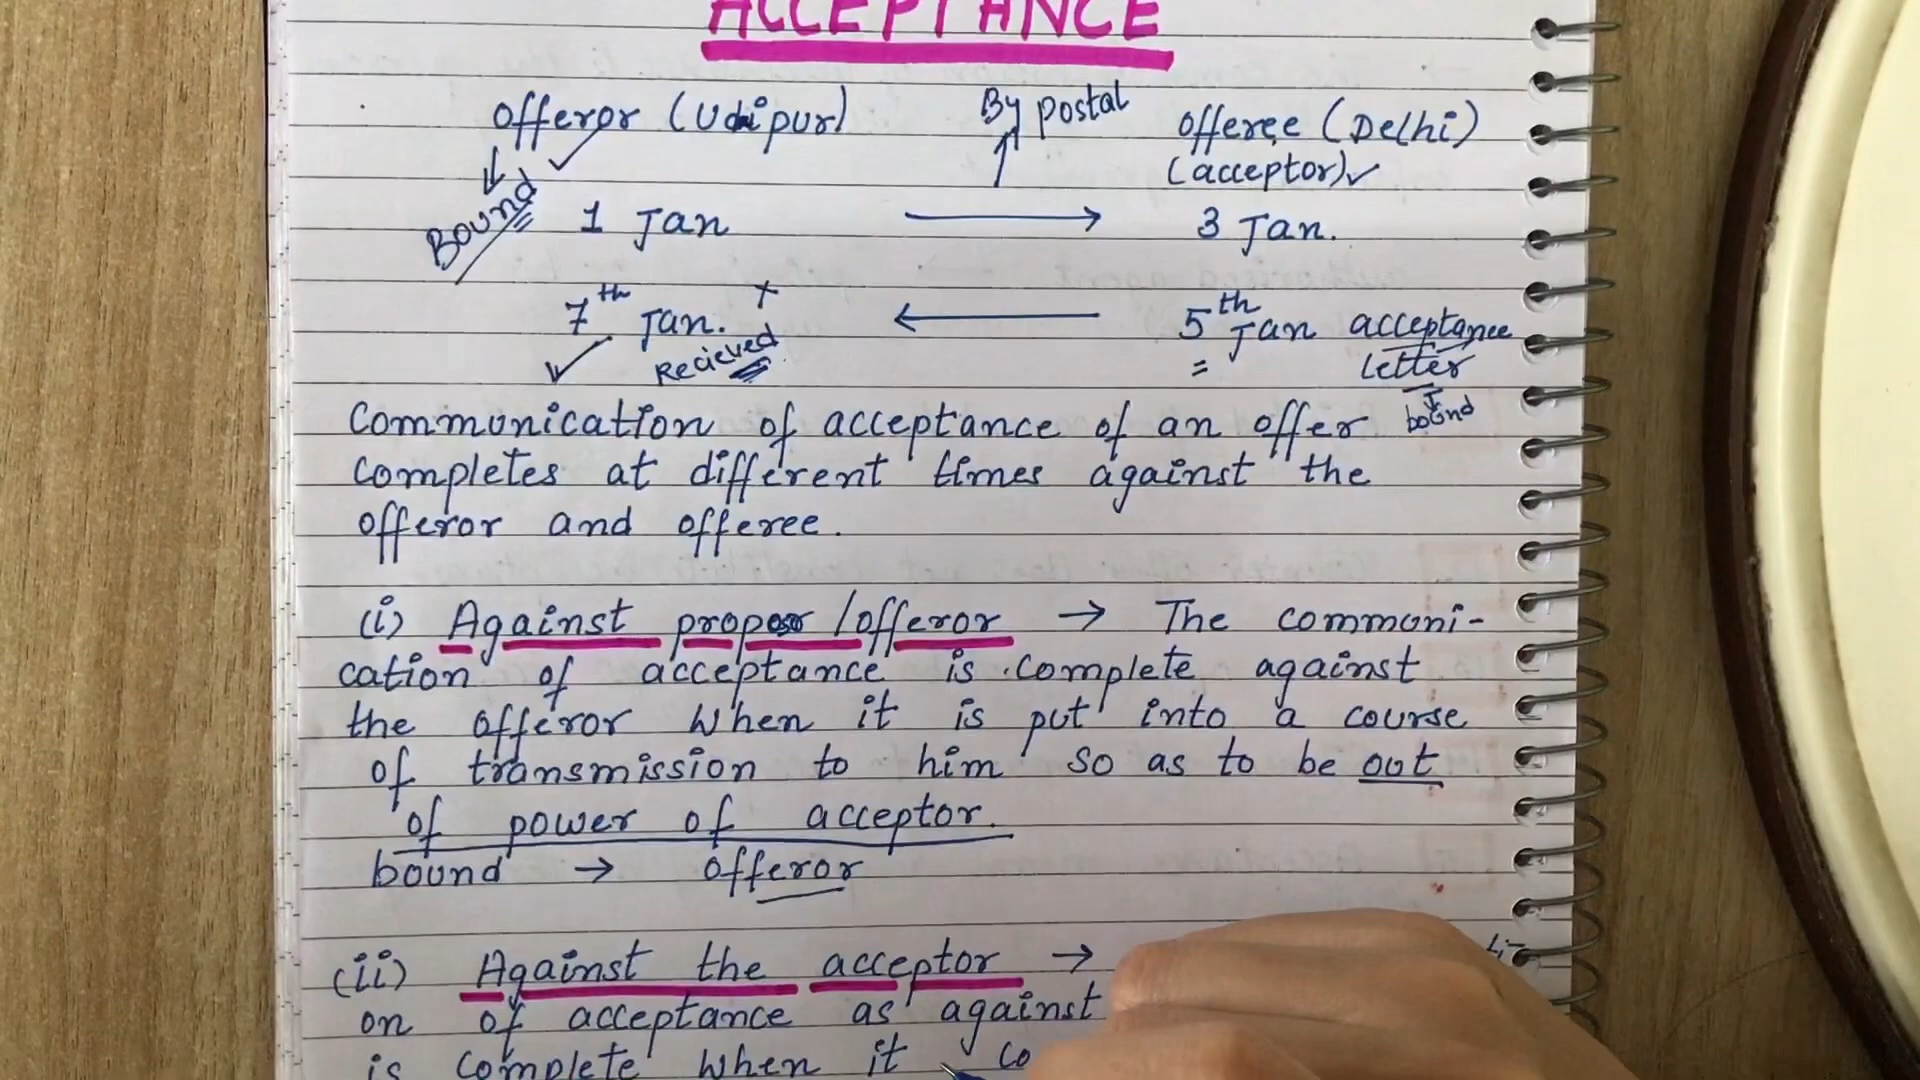 ACCEPTANCE
offeror (Udaipur) By postal offeree (Delhi)
(acceptor)
Bound 1 Jan 3 Jan.
7th Jan. 5th Jan acceptance
Recieved letter
bound
Communication of acceptance of an offer
completes at different times against the
offeror and offeree.
(i) Against propser/offeror → The communi-
cation of acceptance is complete against
the offeror when it is put into a course
of transmission to him so as to be out
of power of acceptor.
bound → offeror
(ii) Against the acceptor →
on of acceptance as against
is complete when it co